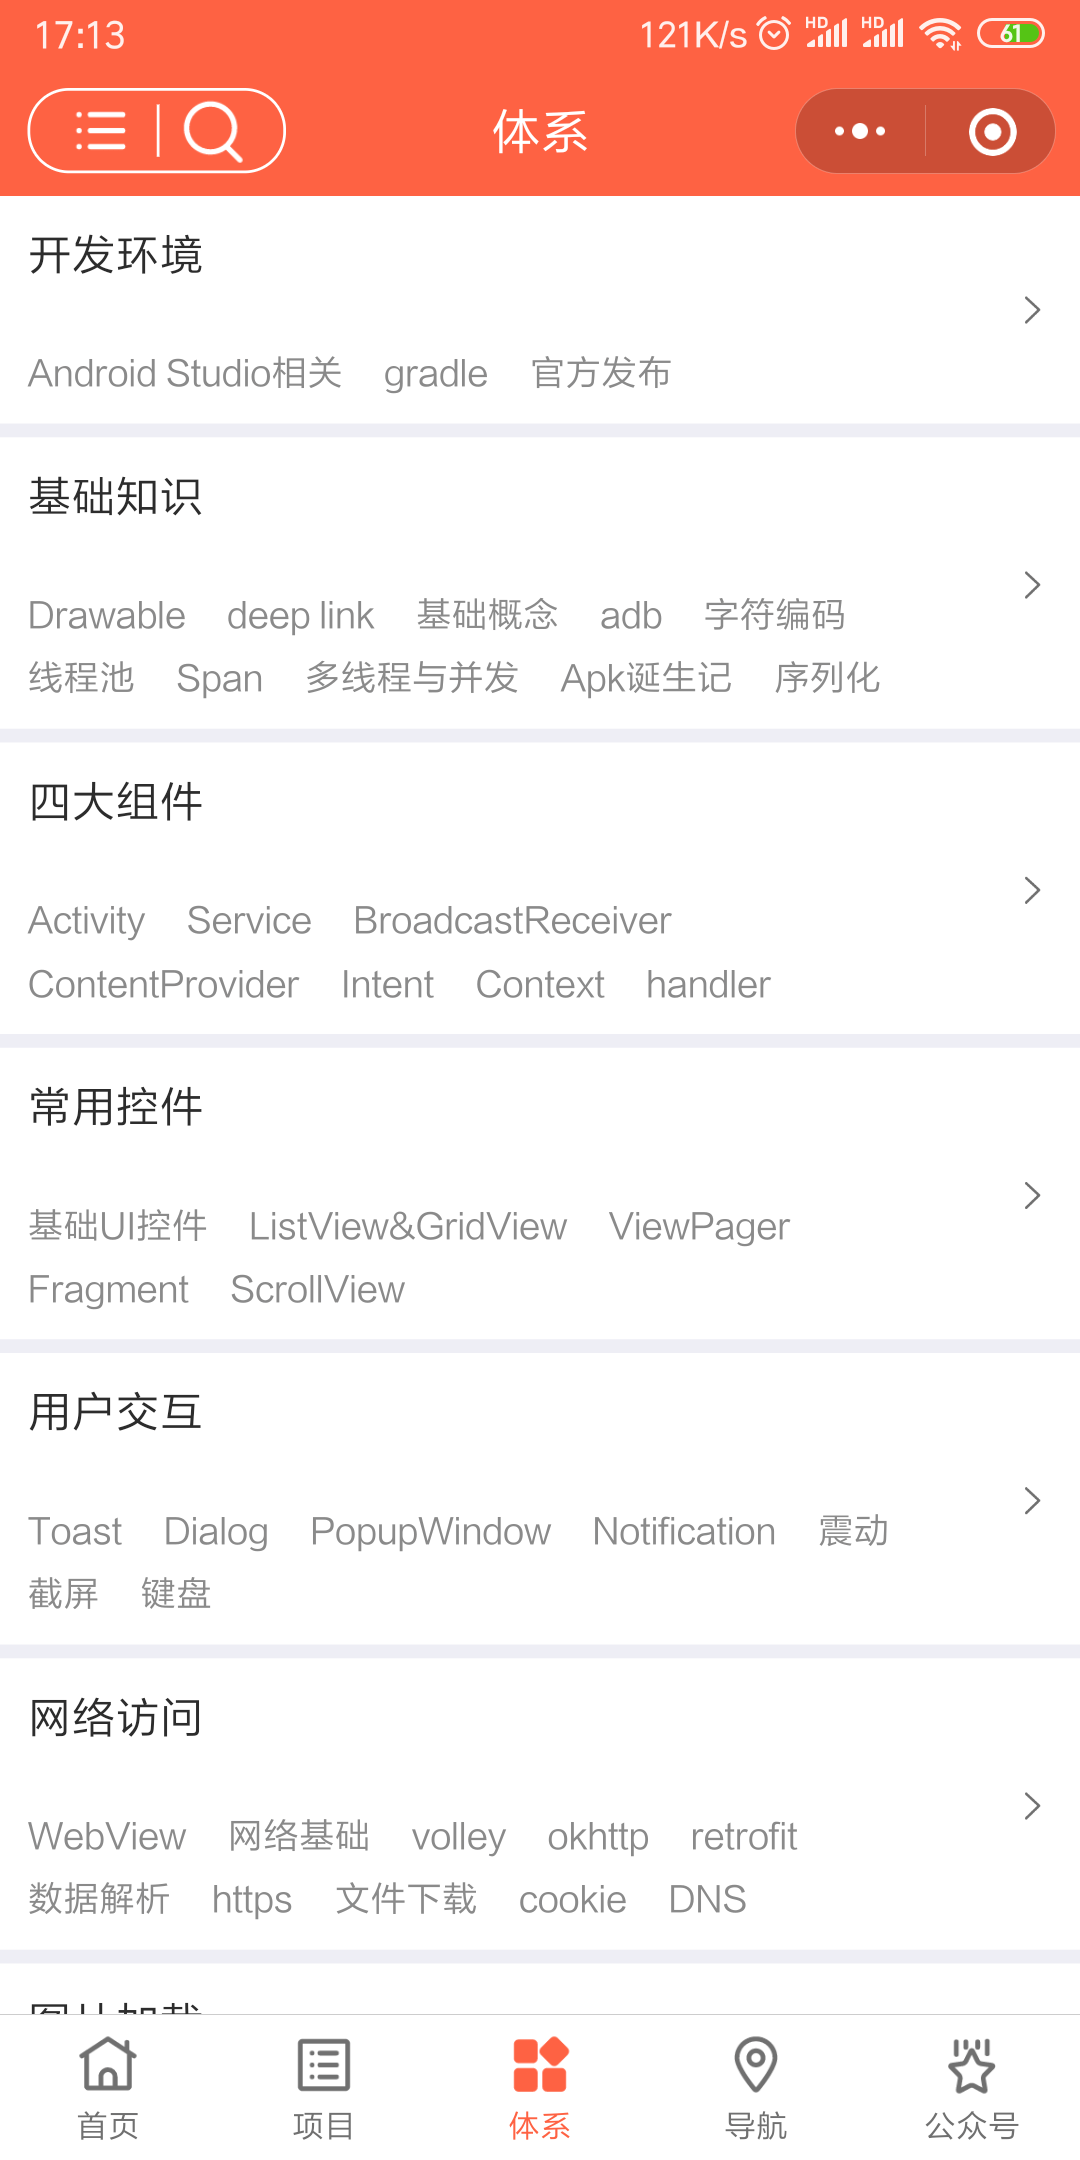 17:13 121K/s HD HD 61
体系
开发环境
Android Studio相关 gradle 官方发布
基础知识
Drawable deep link 基础概念 adb 字符编码
线程池 Span 多线程与并发 Apk诞生记 序列化
四大组件
Activity Service BroadcastReceiver
ContentProvider Intent Context handler
常用控件
基础UI控件 ListView&GridView ViewPager
Fragment ScrollView
用户交互
Toast Dialog PopupWindow Notification 震动
截屏 键盘
网络访问
WebView 网络基础 volley okhttp retrofit
数据解析 https 文件下载 cookie DNS
首页 项目 体系 导航 公众号